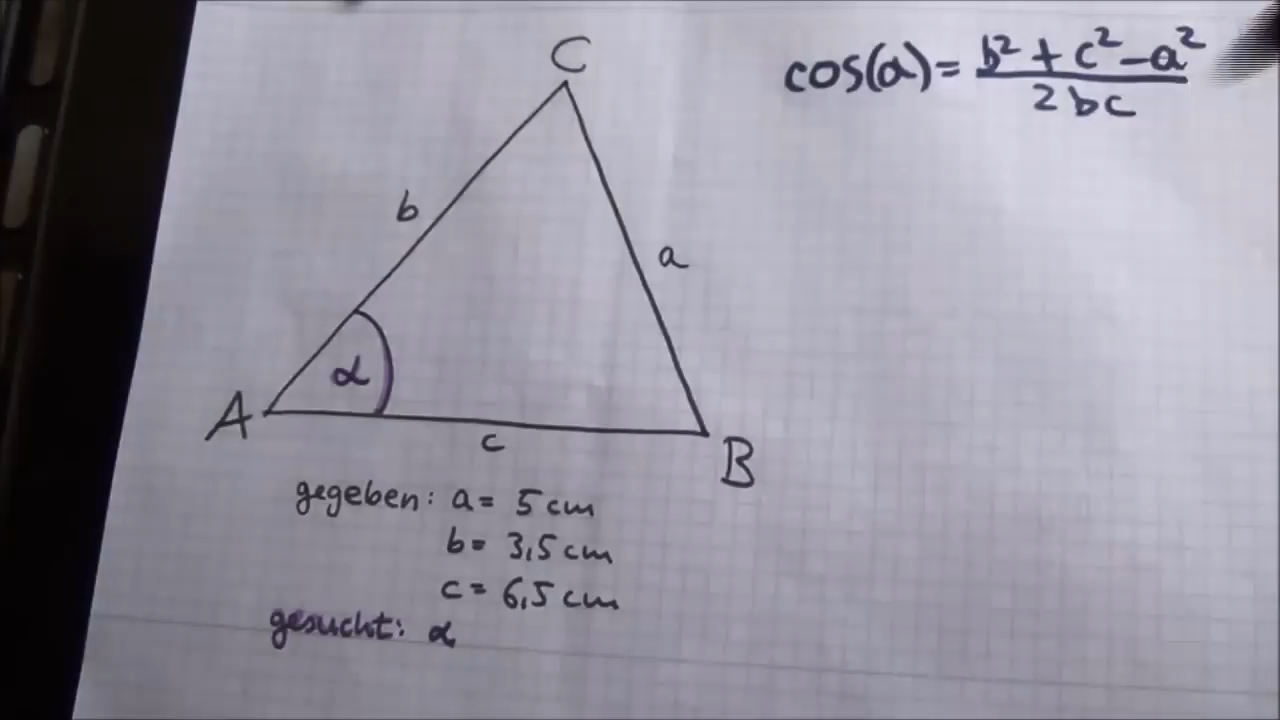 C
cos(α) = b² + c² - a² / 2bc
b
a
α
A
c
B
gegeben: a = 5 cm
b = 3,5 cm
c = 6,5 cm
gesucht: α